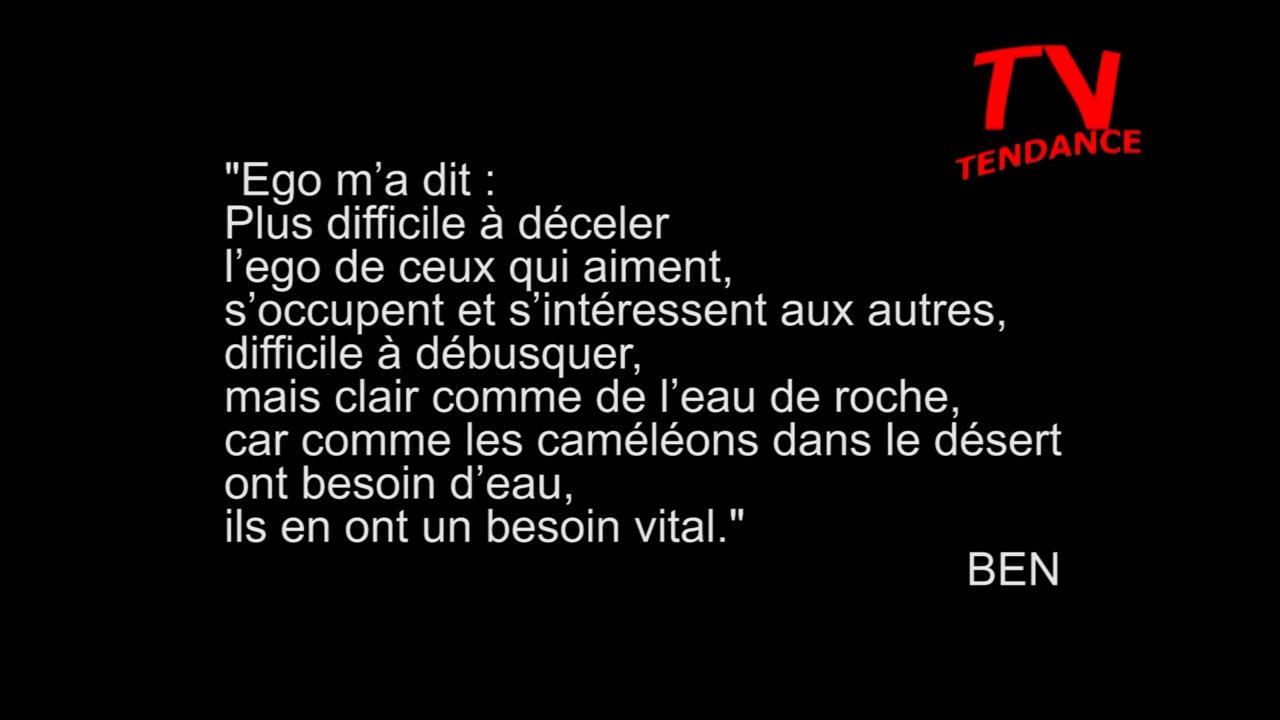 TV
TENDANCE
"Ego m’a dit :
Plus difficile à déceler
l’ego de ceux qui aiment,
s’occupent et s’intéressent aux autres,
difficile à débusquer,
mais clair comme de l’eau de roche,
car comme les caméléons dans le désert
ont besoin d’eau,
ils en ont un besoin vital."
BEN